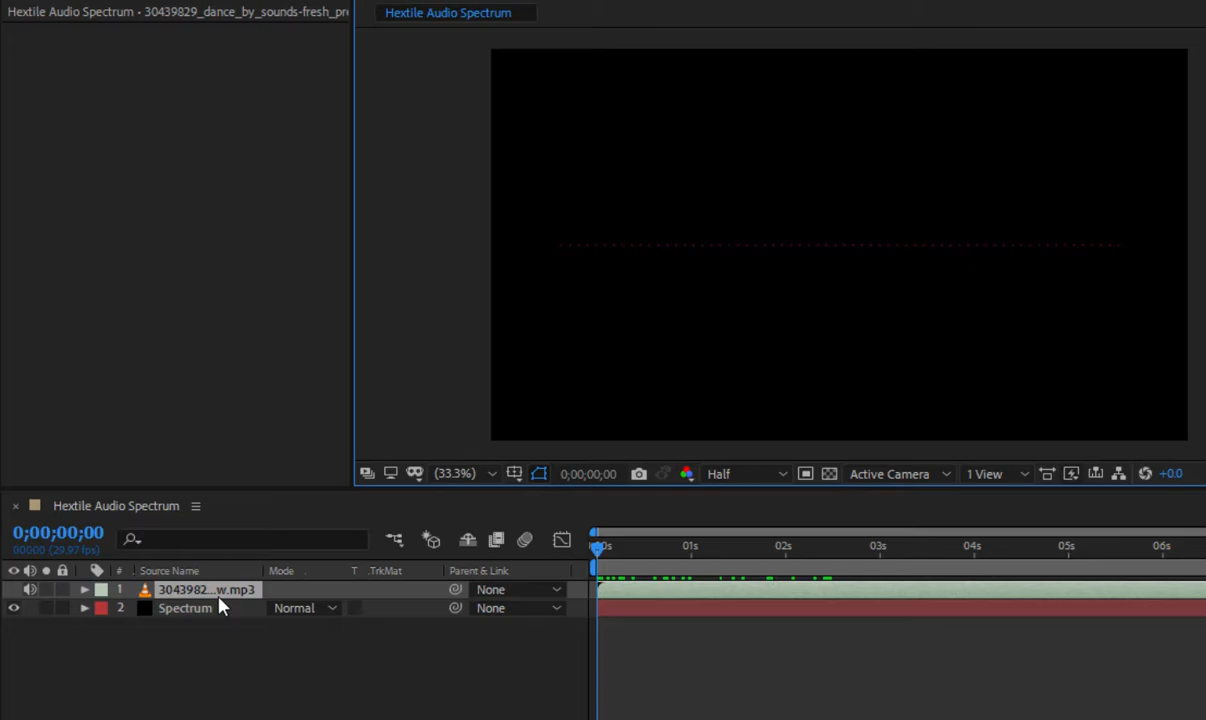 Hextile Audio Spectrum • 30439829_dance_by_sounds-fresh_pre
Hextile Audio Spectrum
(33.3%) 0;00;00;00 Half Active Camera 1 View +0.0
× Hextile Audio Spectrum
0;00;00;00
00000 (29.97 fps)
00s 01s 02s 03s 04s 05s 06s
# Source Name Mode T .TrkMat Parent & Link
1 3043982...w.mp3 None
2 Spectrum Normal None